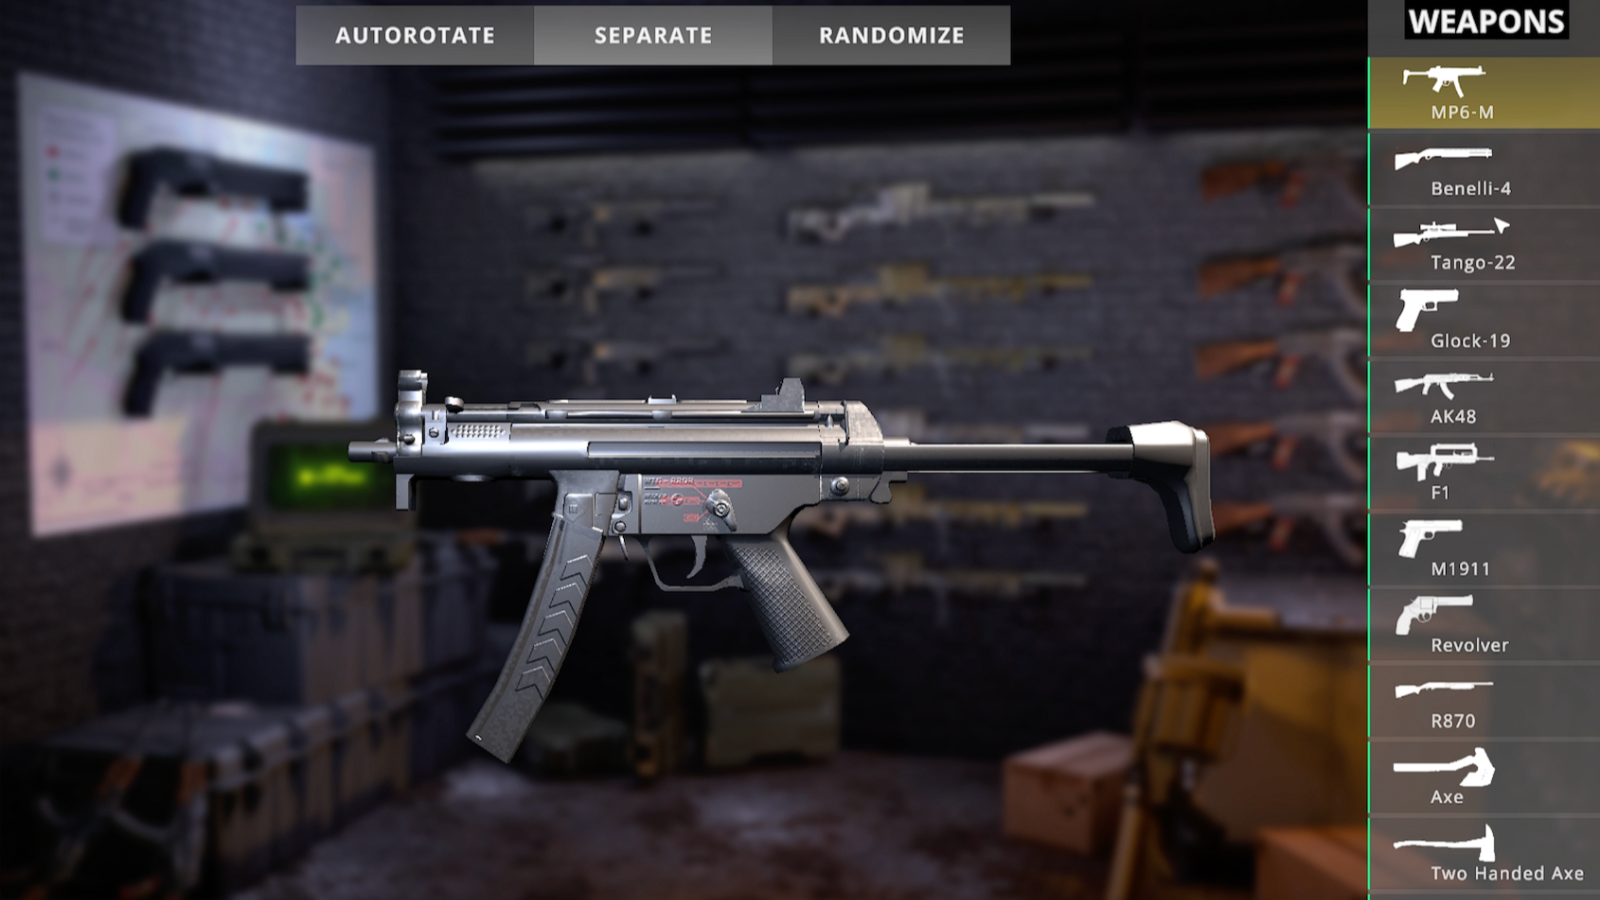 AUTOROTATE SEPARATE RANDOMIZE
WEAPONS
MP6-M
Benelli-4
Tango-22
Glock-19
AK48
F1
M1911
Revolver
R870
Axe
Two Handed Axe